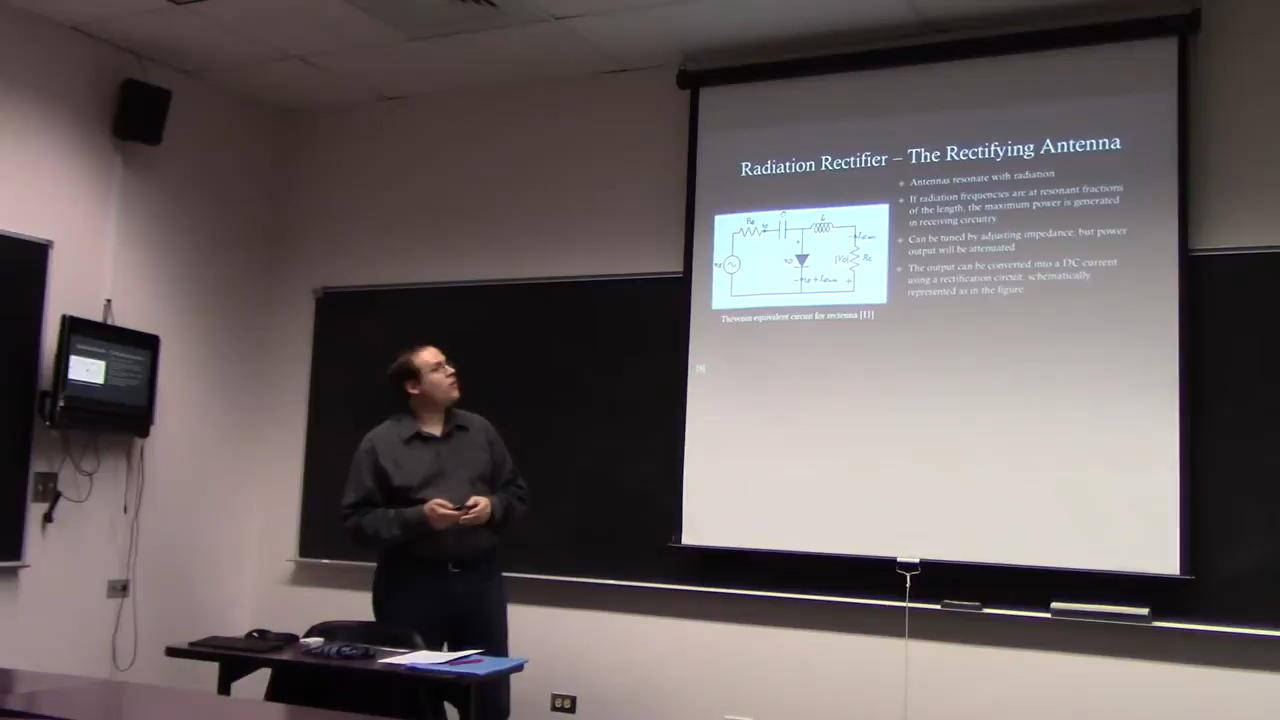 Radiation Rectifier – The Rectifying Antenna
Antennas resonate with radiation
If radiation frequencies are at resonant fractions
of the length, the maximum power is generated
in receiving circuitry
Can be tuned by adjusting impedance, but power
output will be attenuated
The output can be converted into a DC current
using a rectification circuit, schematically
represented as in the figure
C
L
Thevenin equivalent circuit for rectenna [11]